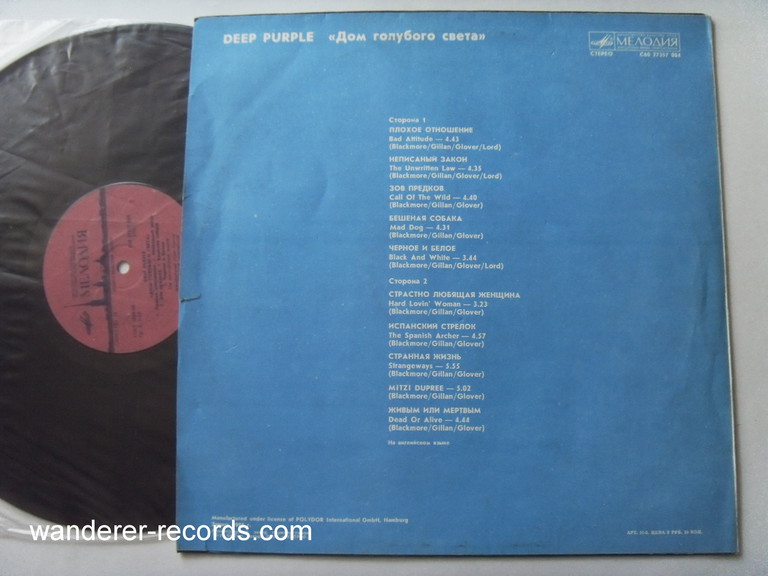 DEEP PURPLE «Дом голубого света»
МЕЛОДИЯ
СТЕРЕО
Сторона 1
ПЛОХОЕ ОТНОШЕНИЕ
Bad Attitude — 4.43
(Blackmore/Gillan/Glover/Lord)
НЕПИСАНЫЙ ЗАКОН
The Unwritten Law — 4.35
(Blackmore/Gillan/Glover/Lord)
ЗОВ ПРЕДКОВ
Call Of The Wild — 4.40
(Blackmore/Gillan/Glover)
БЕШЕНАЯ СОБАКА
Mad Dog — 4.31
(Blackmore/Gillan/Glover)
ЧЕРНОЕ И БЕЛОЕ
Black And White — 3.44
(Blackmore/Gillan/Glover/Lord)
Сторона 2
СТРАСТНО ЛЮБЯЩАЯ ЖЕНЩИНА
Hard Lovin' Woman — 3.23
(Blackmore/Gillan/Glover)
ИСПАНСКИЙ СТРЕЛОК
The Spanish Archer — 4.57
(Blackmore/Gillan/Glover)
СТРАННАЯ ЖИЗНЬ
Strangeways — 5.35
(Blackmore/Gillan/Glover)
MITZI DUPREE — 5.02
(Blackmore/Gillan/Glover)
ЖИВЫМ ИЛИ МЕРТВЫМ
Dead Or Alive — 4.44
(Blackmore/Gillan/Glover)
На английском языке
Manufactured under licence of POLYDOR International GmbH, Hamburg
МЕЛОДИЯ
wanderer-records.com